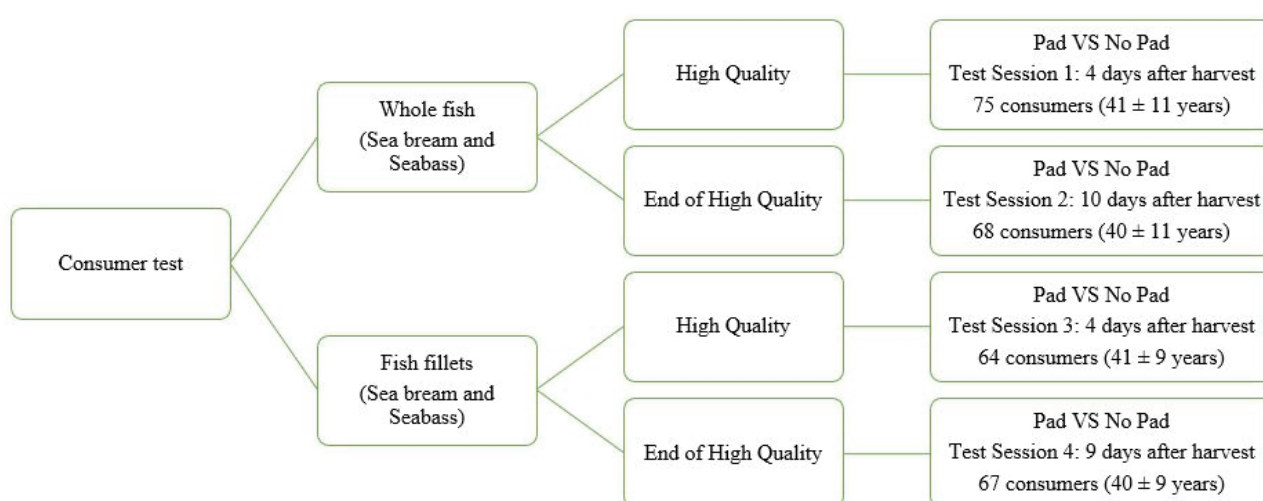 Consumer test
Whole fish
(Sea bream and
Seabass)
High Quality
Pad VS No Pad
Test Session 1: 4 days after harvest
75 consumers (41 ± 11 years)
End of High Quality
Pad VS No Pad
Test Session 2: 10 days after harvest
68 consumers (40 ± 11 years)
Fish fillets
(Sea bream and
Seabass)
High Quality
Pad VS No Pad
Test Session 3: 4 days after harvest
64 consumers (41 ± 9 years)
End of High Quality
Pad VS No Pad
Test Session 4: 9 days after harvest
67 consumers (40 ± 9 years)